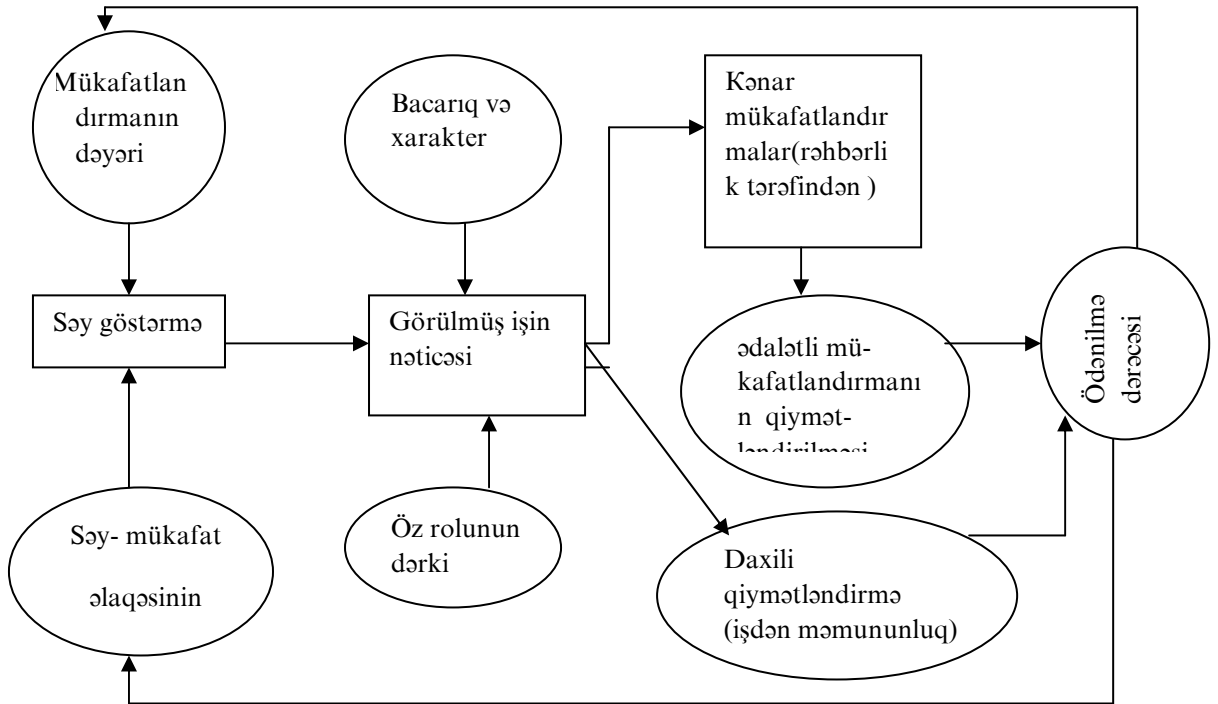 Mükafatlan
dırmanın
dəyəri
Bacarıq və
xarakter
Kənar
mükafatlandır
malar(rəhbərli
k tərəfindən )
Səy göstərmə
Görülmüş işin
nəticəsi
ədalətli mü-
kafatlandırmanı
n qiymət-
ləndirilməsi
Ödənilmə
dərəcəsi
Səy- mükafat
əlaqəsinin
Öz rolunun
dərki
Daxili
qiymətləndirmə
(işdən məmununluq)